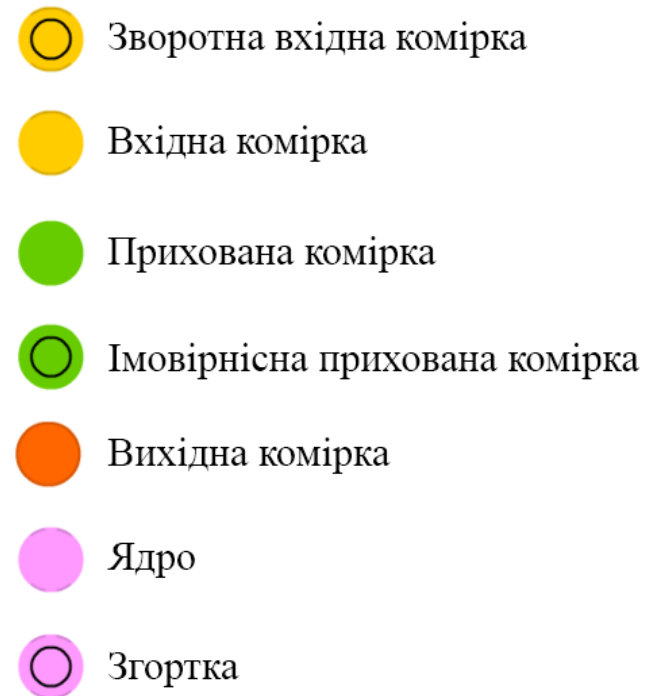 Зворотна вхідна комірка
Вхідна комірка
Прихована комірка
Імовірнісна прихована комірка
Вихідна комірка
Ядро
Згортка